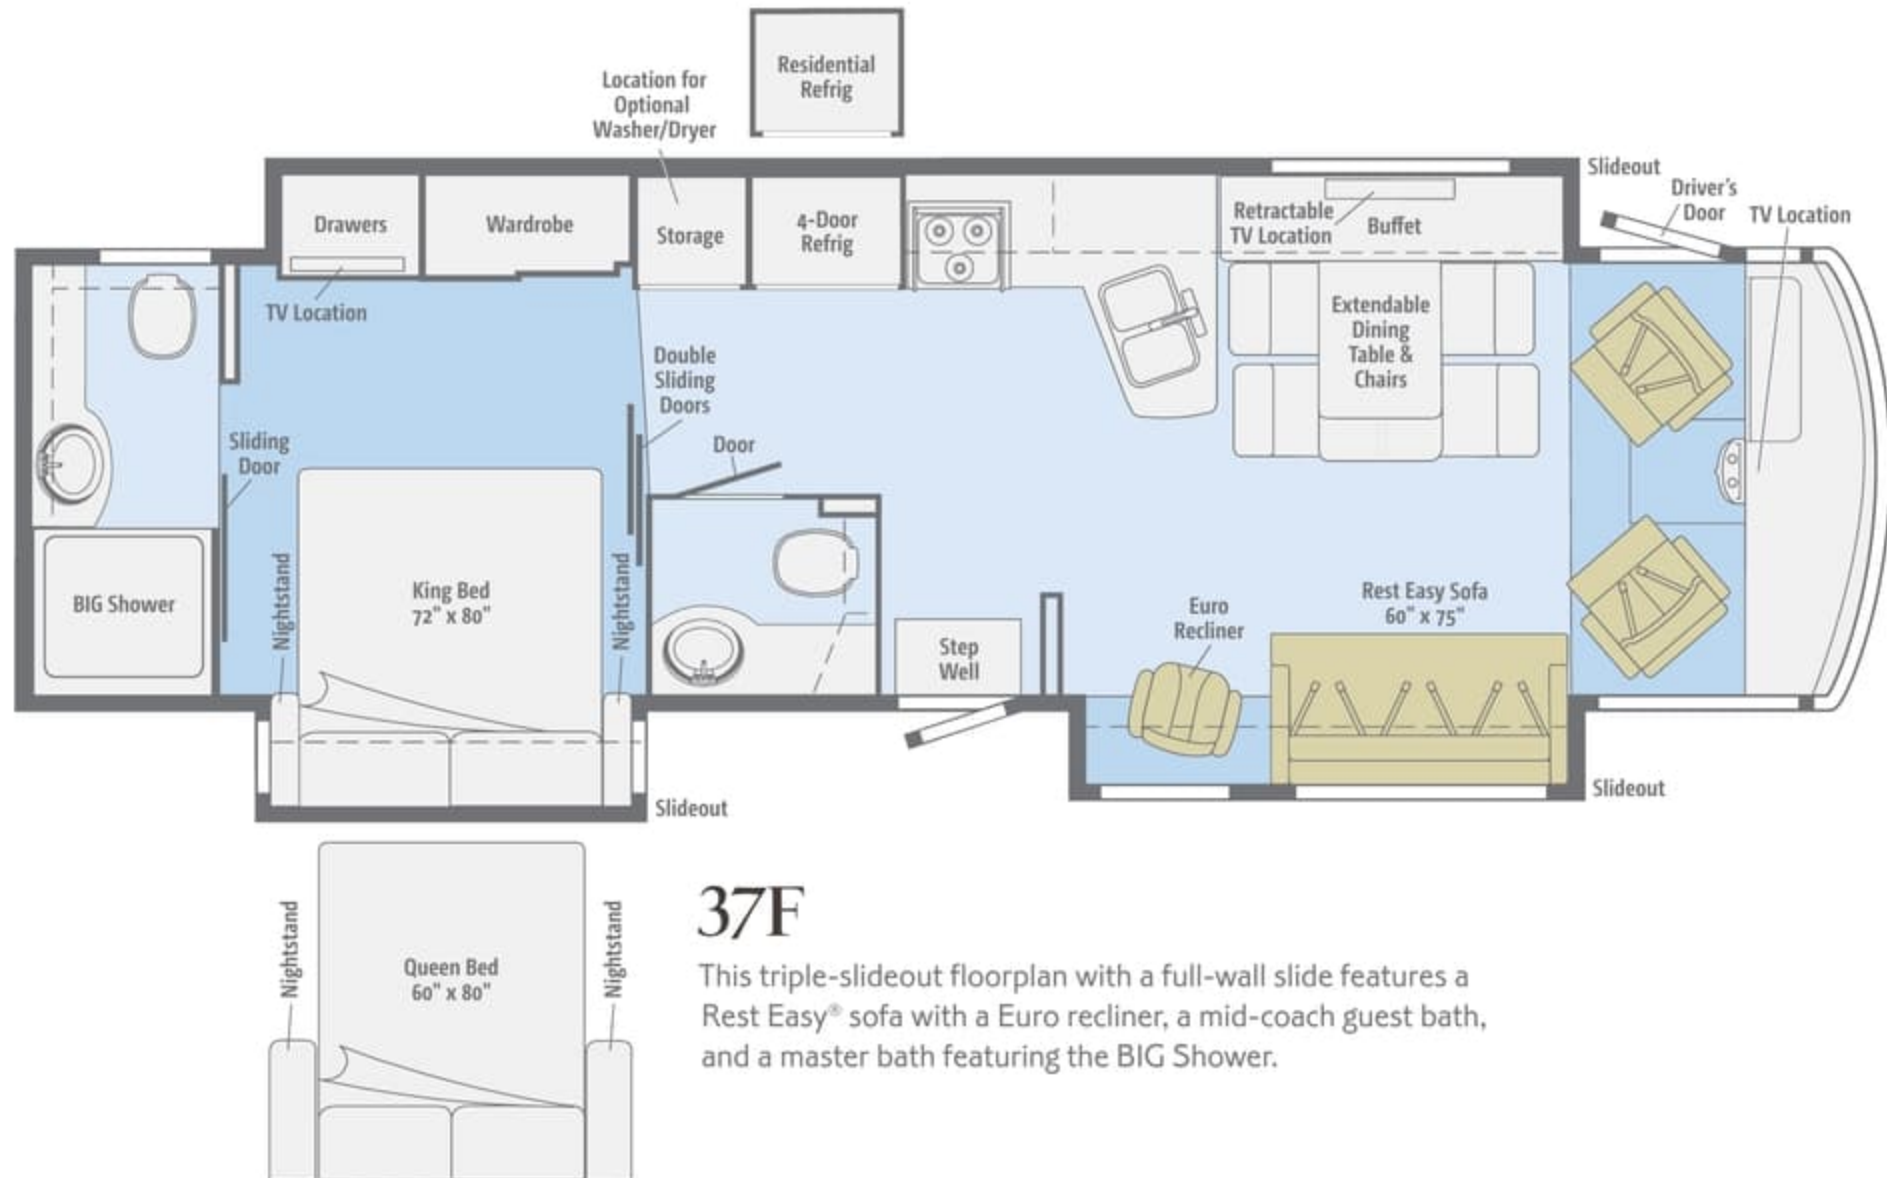 Residential
Refrig
Location for
Optional
Washer/Dryer
Slideout
Driver's
Door
TV Location
Drawers
Wardrobe
Storage
4-Door
Refrig
Retractable
TV Location
Buffet
TV Location
Extendable
Dining
Table &
Chairs
Double
Sliding
Doors
Door
Sliding
Door
BIG Shower
Nightstand
King Bed
72" x 80"
Nightstand
Step
Well
Euro
Recliner
Rest Easy Sofa
60" x 75"
Slideout
Slideout
Nightstand
Queen Bed
60" x 80"
Nightstand
37F
This triple-slideout floorplan with a full-wall slide features a
Rest Easy® sofa with a Euro recliner, a mid-coach guest bath,
and a master bath featuring the BIG Shower.